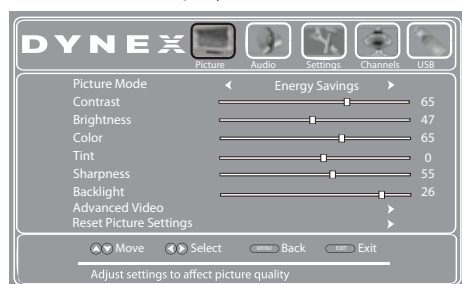 DYNEX
Picture Audio Settings Channels USB
Picture Mode Energy Savings
Contrast 65
Brightness 47
Color 65
Tint 0
Sharpness 55
Backlight 26
Advanced Video
Reset Picture Settings
Move Select MENU Back EXIT Exit
Adjust settings to affect picture quality